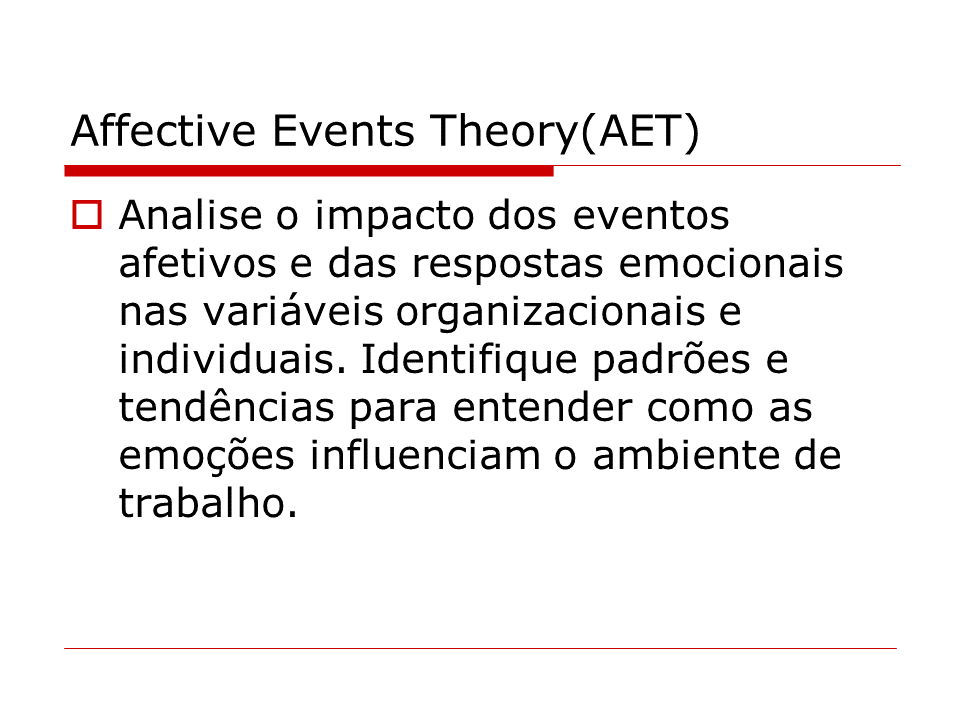 Affective Events Theory(AET)
Analise o impacto dos eventos
afetivos e das respostas emocionais
nas variáveis organizacionais e
individuais. Identifique padrões e
tendências para entender como as
emoções influenciam o ambiente de
trabalho.